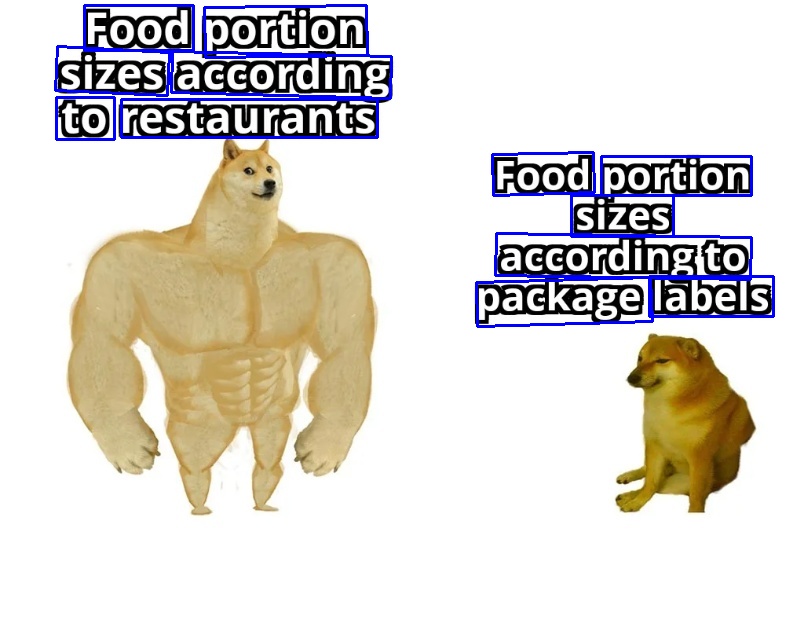 Food portion
sizes according
to restaurants
Food portion
sizes
according to
package labels